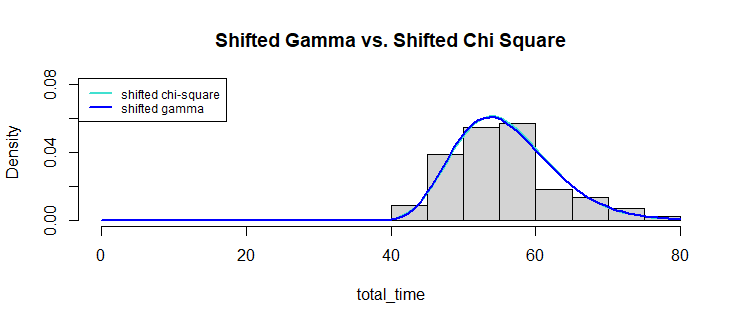 Shifted Gamma vs. Shifted Chi Square
shifted chi-square
shifted gamma
Density
0.00
0.04
0.08
0
20
40
60
80
total_time